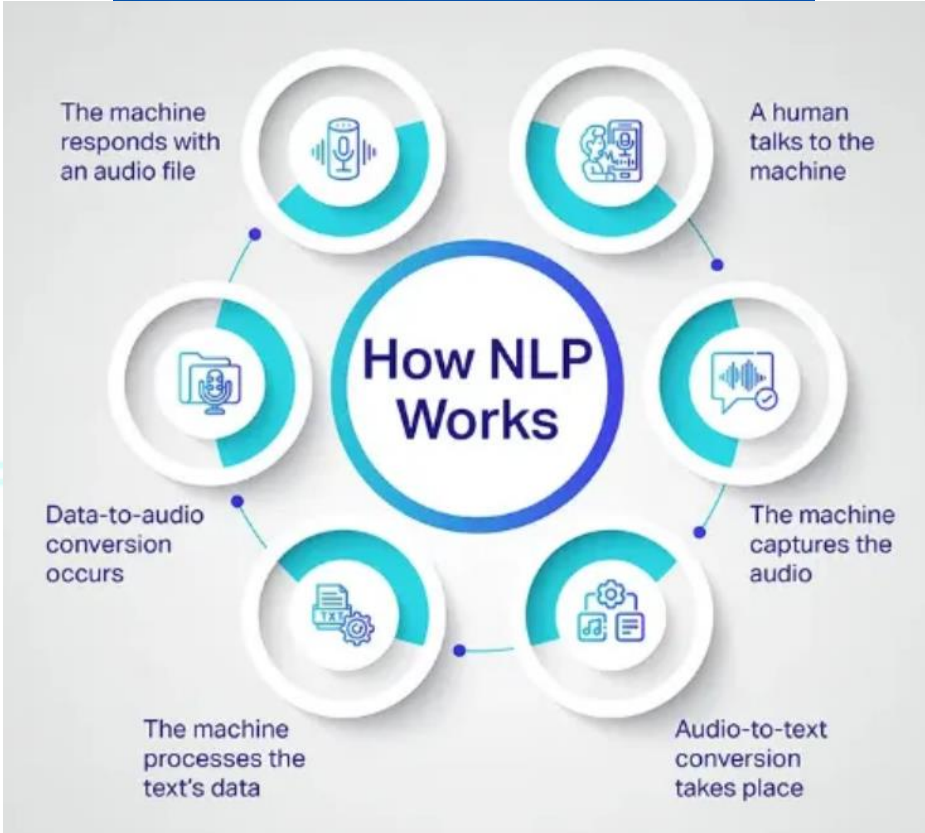 How NLP
Works
A human
talks to the
machine
The machine
captures the
audio
Audio-to-text
conversion
takes place
The machine
processes the
text's data
TXT
Data-to-audio
conversion
occurs
The machine
responds with
an audio file